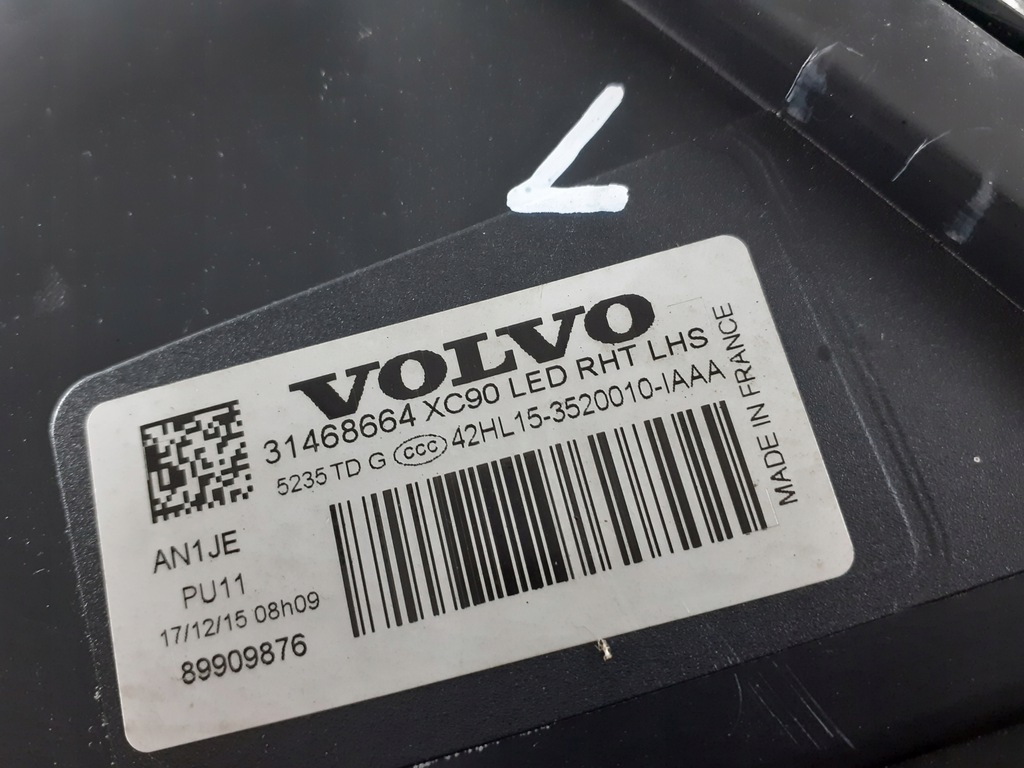 VOLVO
31468664 XC90 LED RHT LHS
5235 TD G CCC 42HL15-3520010-IAAA
MADE IN FRANCE
AN1JE
PU11
17/12/15 08h09
89909876